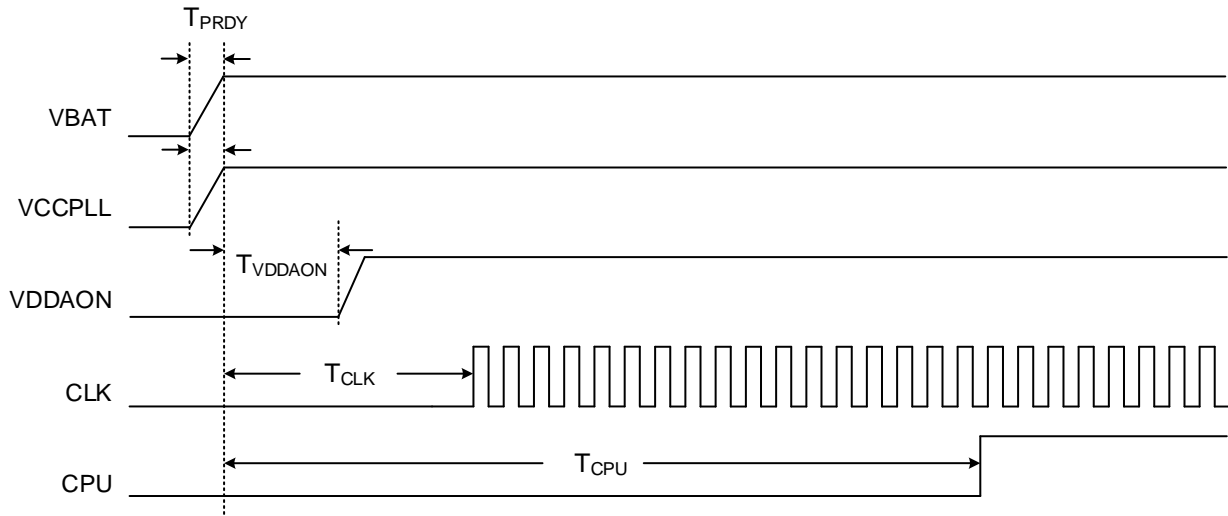 TPRDY
VBAT
VCCPLL
TVDDAON
VDDAON
TCLK
CLK
TCPU
CPU